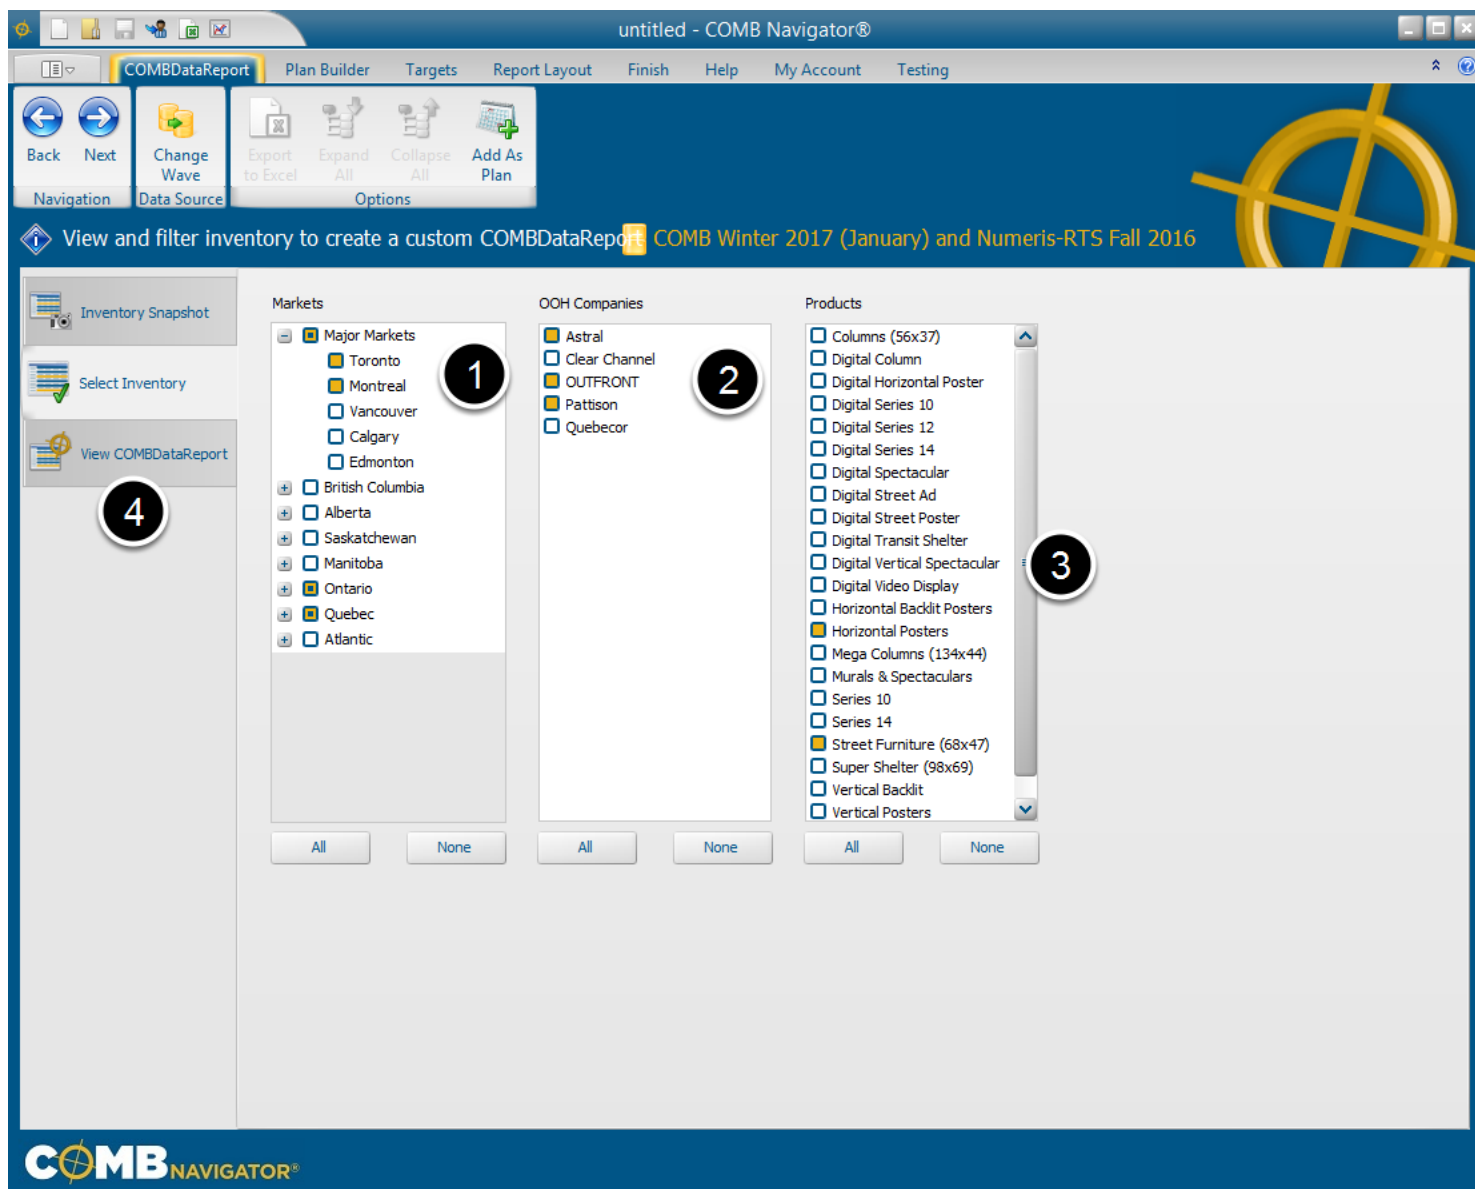 untitled - COMB Navigator®
COMBDataReport Plan Builder Targets Report Layout Finish Help My Account Testing
Back Next Change Wave Export to Excel Expand All Collapse All Add As Plan
Navigation Data Source Options
View and filter inventory to create a custom COMBDataReport COMB Winter 2017 (January) and Numeris-RTS Fall 2016
Inventory Snapshot
Select Inventory
View COMBDataReport
4
Markets
Major Markets
Toronto
Montreal
Vancouver
Calgary
Edmonton
British Columbia
Alberta
Saskatchewan
Manitoba
Ontario
Quebec
Atlantic
1
All None
OOH Companies
Astral
Clear Channel
OUTFRONT
Pattison
Quebecor
2
All None
Products
Columns (56x37)
Digital Column
Digital Horizontal Poster
Digital Series 10
Digital Series 12
Digital Series 14
Digital Spectacular
Digital Street Ad
Digital Street Poster
Digital Transit Shelter
Digital Vertical Spectacular
Digital Video Display
Horizontal Backlit Posters
Horizontal Posters
Mega Columns (134x44)
Murals & Spectaculars
Series 10
Series 14
Street Furniture (68x47)
Super Shelter (98x69)
Vertical Backlit
Vertical Posters
3
All None
COMB NAVIGATOR®